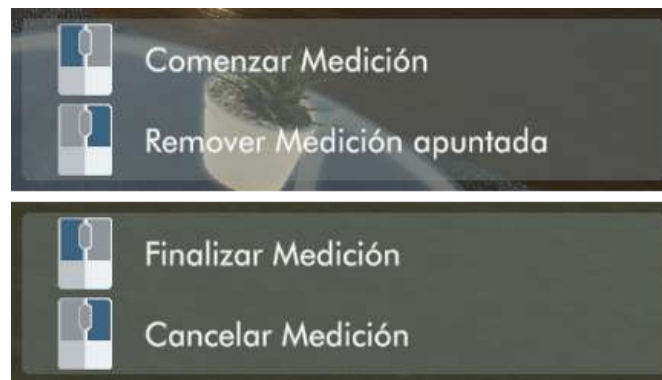 Comenzar Medición
Remover Medición apuntada
Finalizar Medición
Cancelar Medición